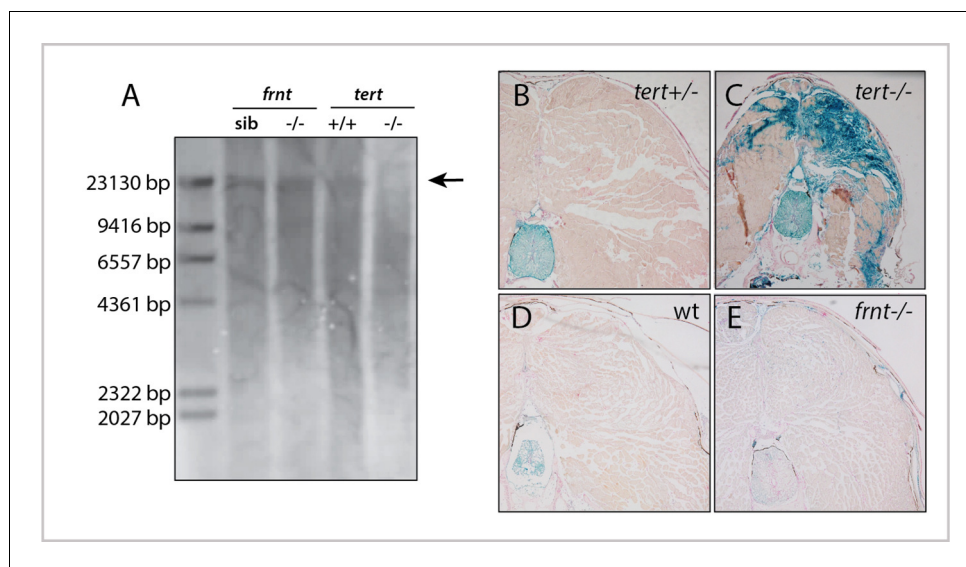 A
frnt tert
sib -/- +/+ -/-
23130 bp
9416 bp
6557 bp
4361 bp
2322 bp
2027 bp
B tert+/-
C tert-/-
D wt
E frnt-/-